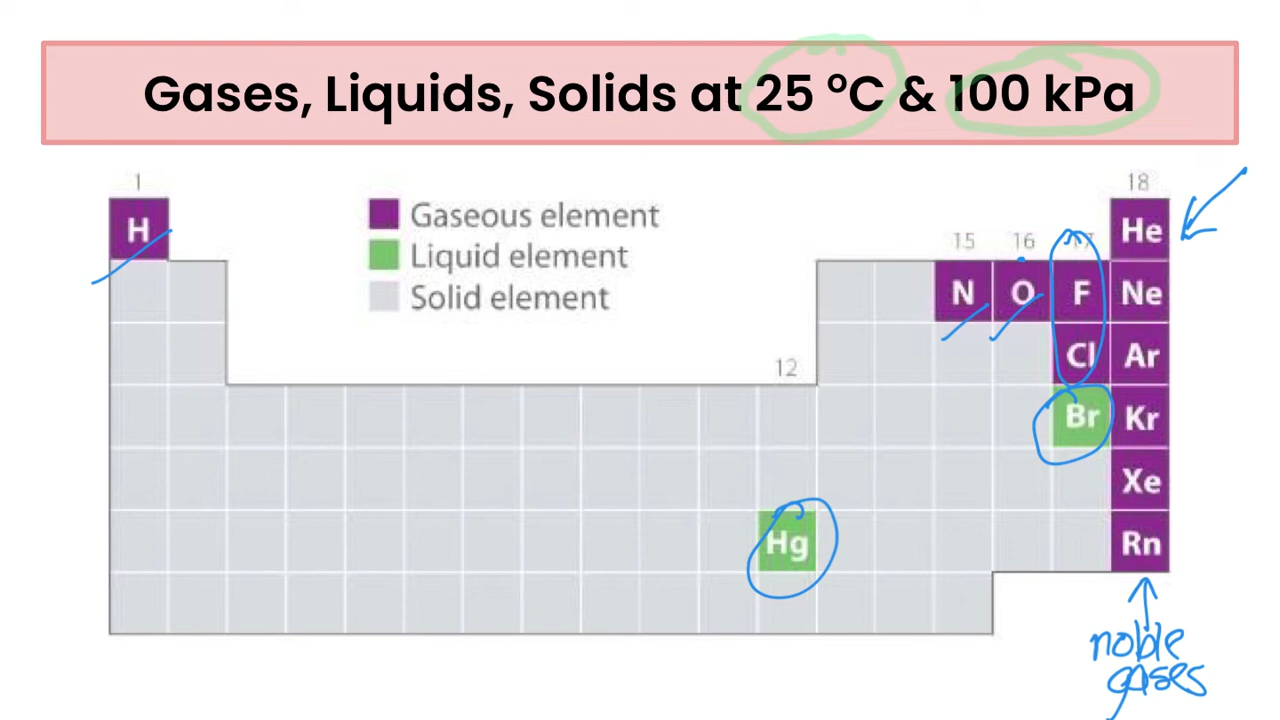 Gases, Liquids, Solids at 25 °C & 100 kPa
1
18
H
Gaseous element
He
15 16 17
Liquid element
N O F Ne
Solid element
Cl Ar
12
Br Kr
Xe
Hg
Rn
noble
gases